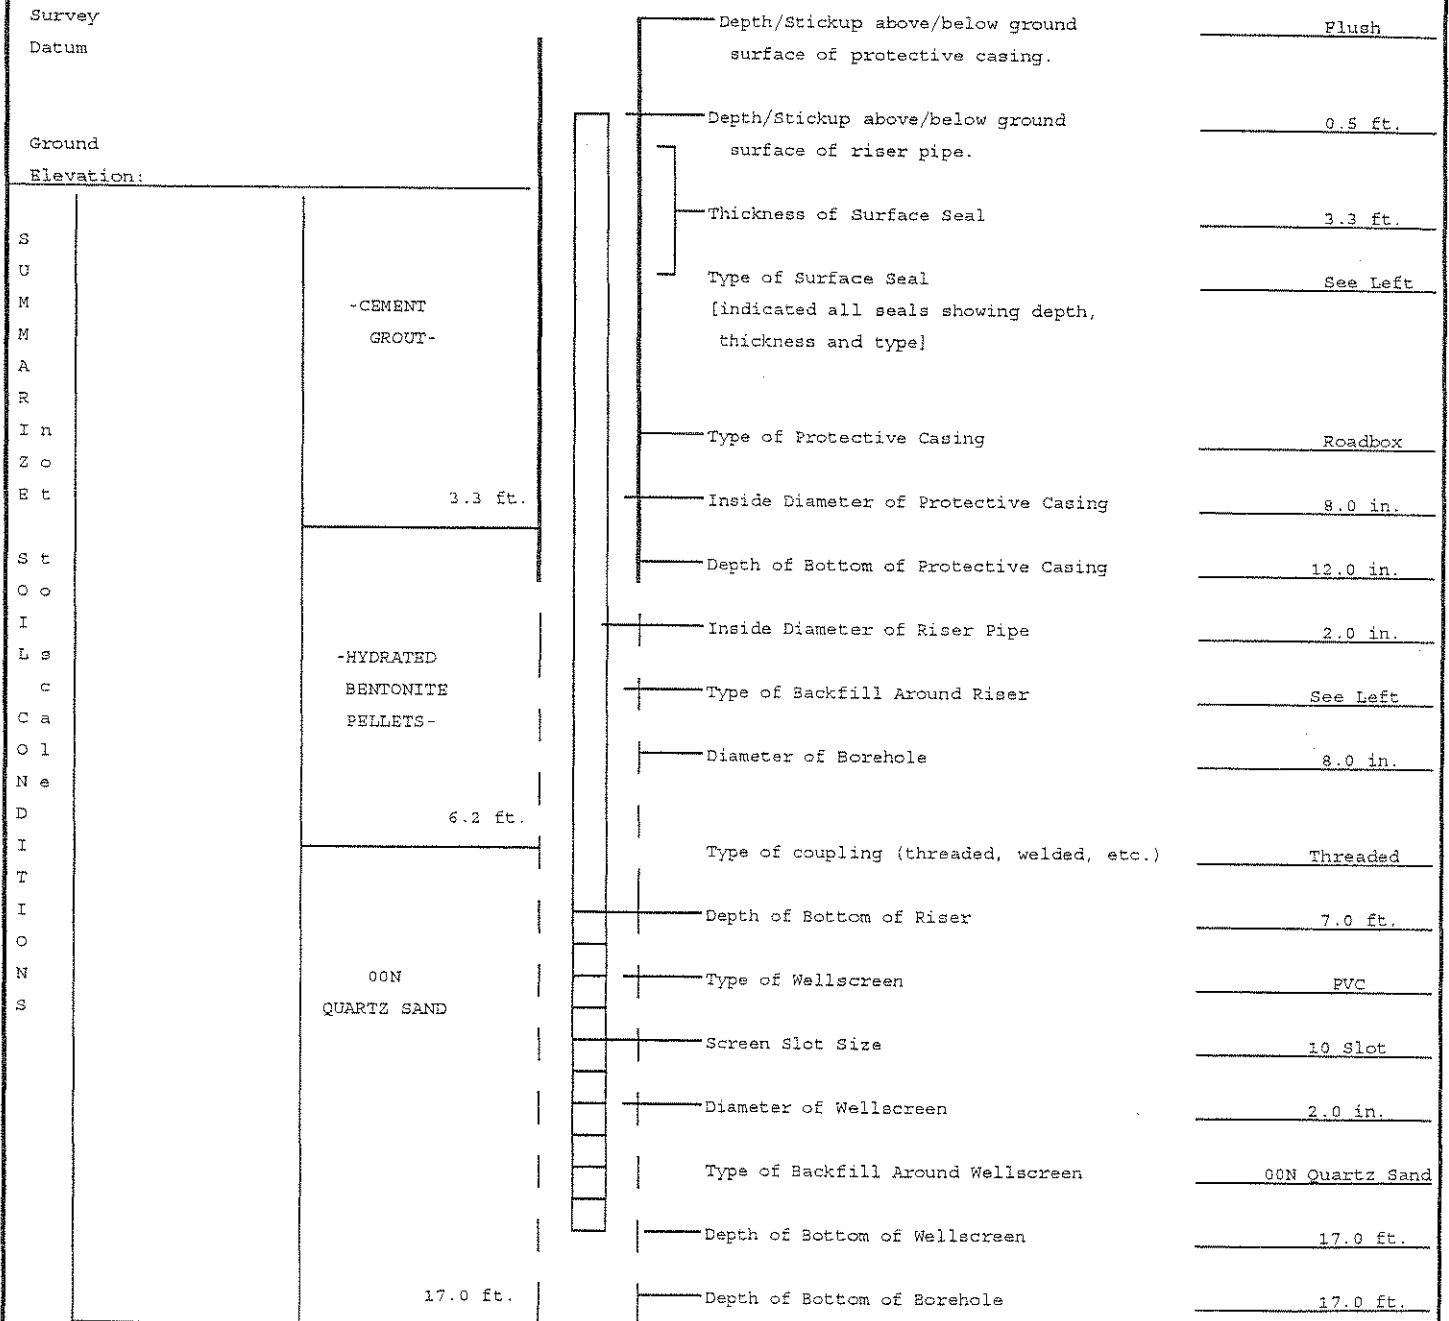 Survey
Datum
Ground
Elevation:
SUMMARIZE SOIL CONDITIONS
not to scale
-CEMENT
GROUT-
3.3 ft.
-HYDRATED
BENTONITE
PELLETS-
6.2 ft.
00N
QUARTZ SAND
17.0 ft.
Depth/Stickup above/below ground Flush
surface of protective casing.
Depth/Stickup above/below ground 0.5 ft.
surface of riser pipe.
Thickness of Surface Seal 3.3 ft.
Type of Surface Seal See Left
[indicated all seals showing depth,
thickness and type]
Type of Protective Casing Roadbox
Inside Diameter of Protective Casing 8.0 in.
Depth of Bottom of Protective Casing 12.0 in.
Inside Diameter of Riser Pipe 2.0 in.
Type of Backfill Around Riser See Left
Diameter of Borehole 8.0 in.
Type of coupling (threaded, welded, etc.) Threaded
Depth of Bottom of Riser 7.0 ft.
Type of Wellscreen PVC
Screen Slot Size 10 Slot
Diameter of Wellscreen 2.0 in.
Type of Backfill Around Wellscreen 00N Quartz Sand
Depth of Bottom of Wellscreen 17.0 ft.
Depth of Bottom of Borehole 17.0 ft.